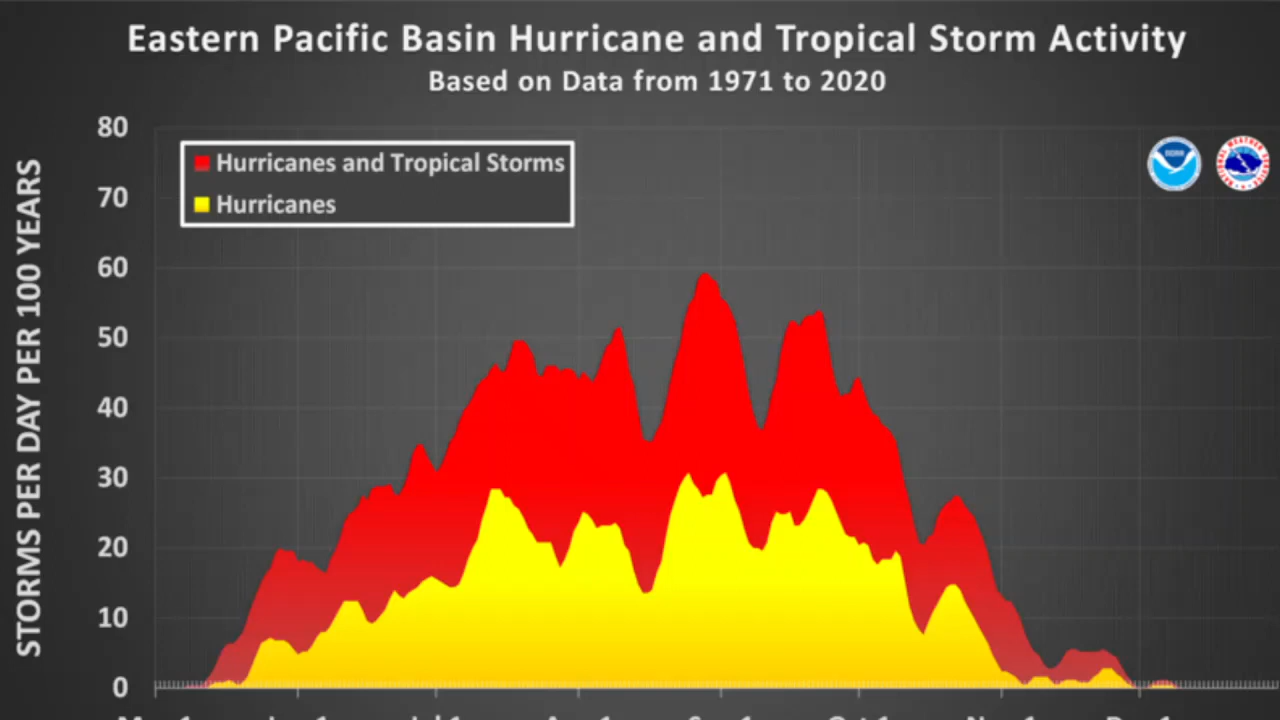 Eastern Pacific Basin Hurricane and Tropical Storm Activity
Based on Data from 1971 to 2020
STORMS PER DAY PER 100 YEARS
80
70
60
50
40
30
20
10
0
Hurricanes and Tropical Storms
Hurricanes